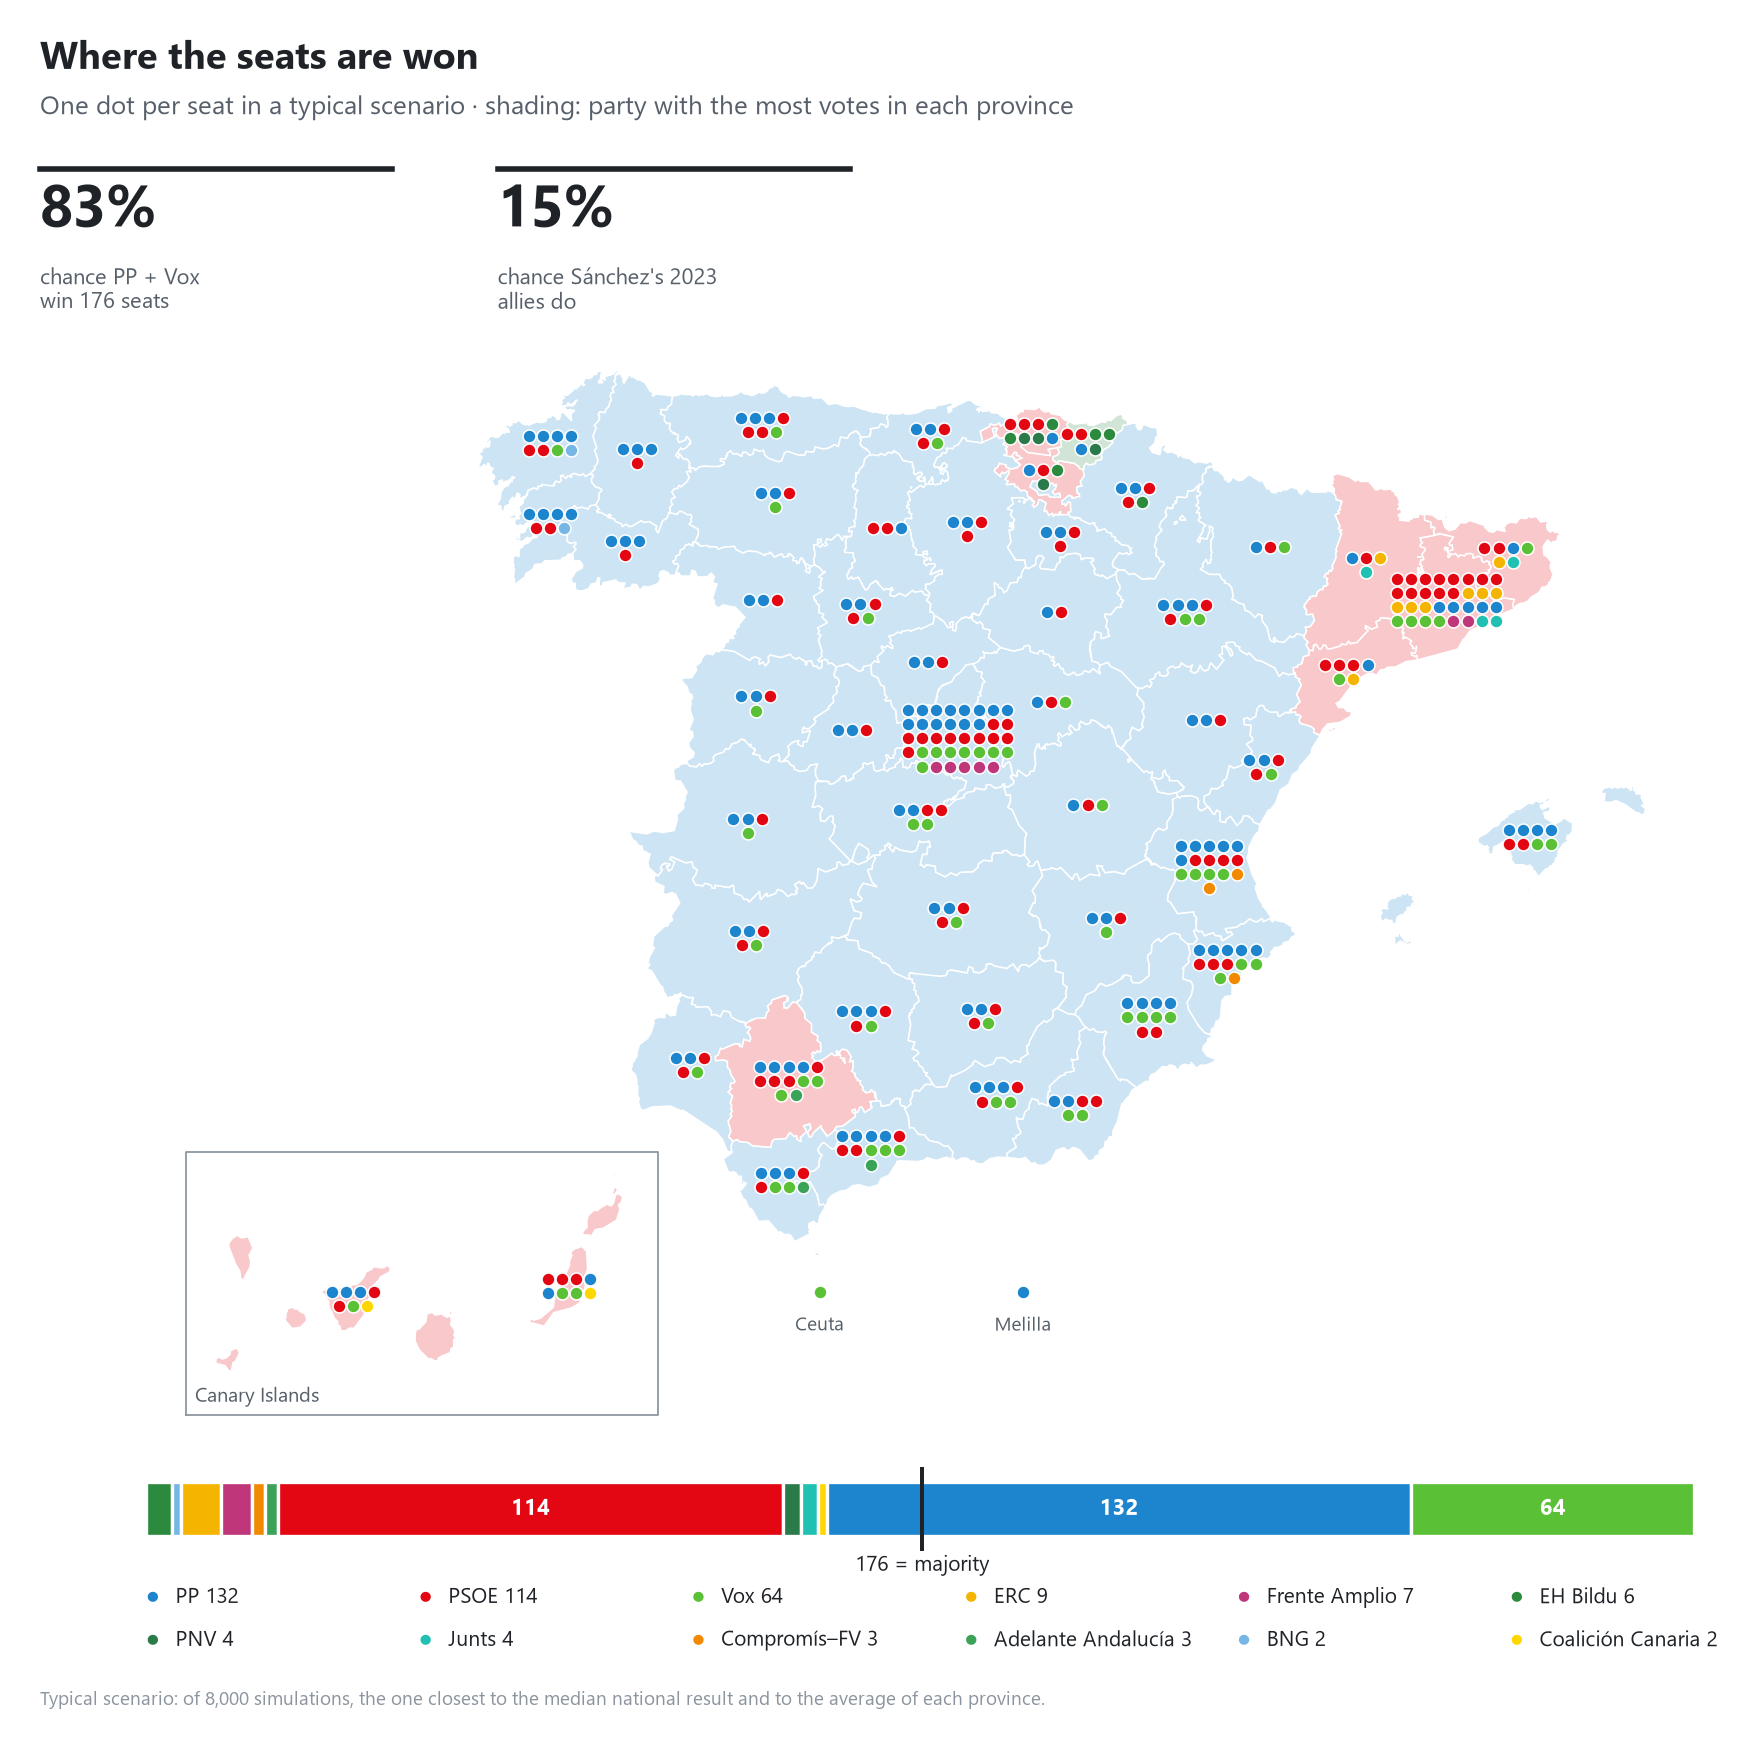 Where the seats are won
One dot per seat in a typical scenario · shading: party with the most votes in each province
83%
chance PP + Vox
win 176 seats
15%
chance Sánchez's 2023
allies do
Ceuta
Melilla
Canary Islands
114
132
64
176 = majority
PP 132
PSOE 114
Vox 64
ERC 9
Frente Amplio 7
EH Bildu 6
PNV 4
Junts 4
Compromís–FV 3
Adelante Andalucía 3
BNG 2
Coalición Canaria 2
Typical scenario: of 8,000 simulations, the one closest to the median national result and to the average of each province.